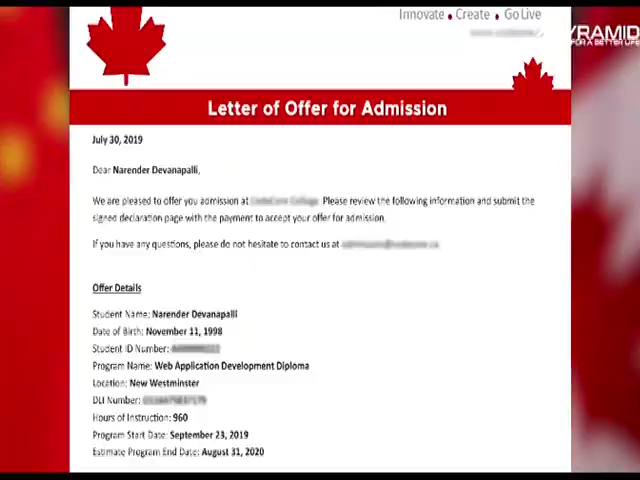 Innovate • Create • Go Live
YRAMID
FOR A BETTER LIFE
Letter of Offer for Admission
July 30, 2019
Dear Narender Devanapalli,
We are pleased to offer you admission at Please review the following information and submit the
signed declaration page with the payment to accept your offer for admission.
If you have any questions, please do not hesitate to contact us at
Offer Details
Student Name: Narender Devanapalli
Date of Birth: November 11, 1998
Student ID Number:
Program Name: Web Application Development Diploma
Location: New Westminster
DLI Number:
Hours of Instruction: 960
Program Start Date: September 23, 2019
Estimate Program End Date: August 31, 2020